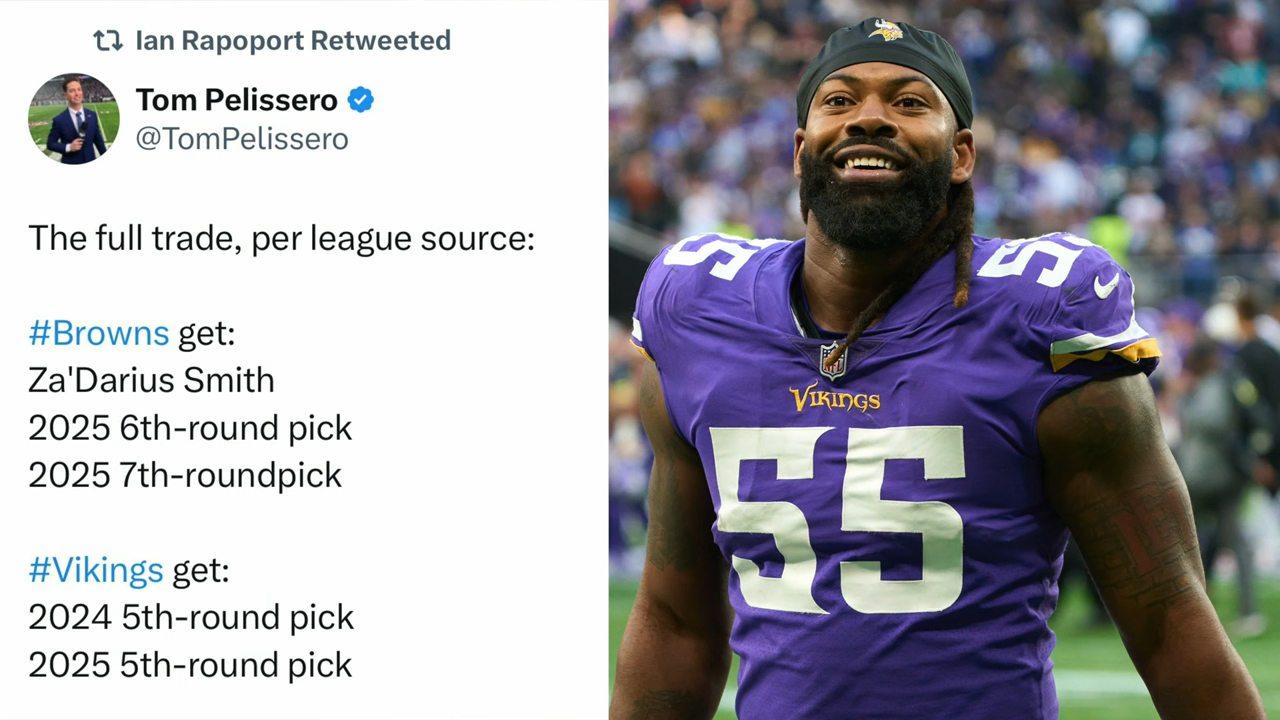 Ian Rapoport Retweeted
Tom Pelissero
@TomPelissero
The full trade, per league source:
#Browns get:
Za'Darius Smith
2025 6th-round pick
2025 7th-roundpick
#Vikings get:
2024 5th-round pick
2025 5th-round pick
55
55
NFL
VIKINGS
55